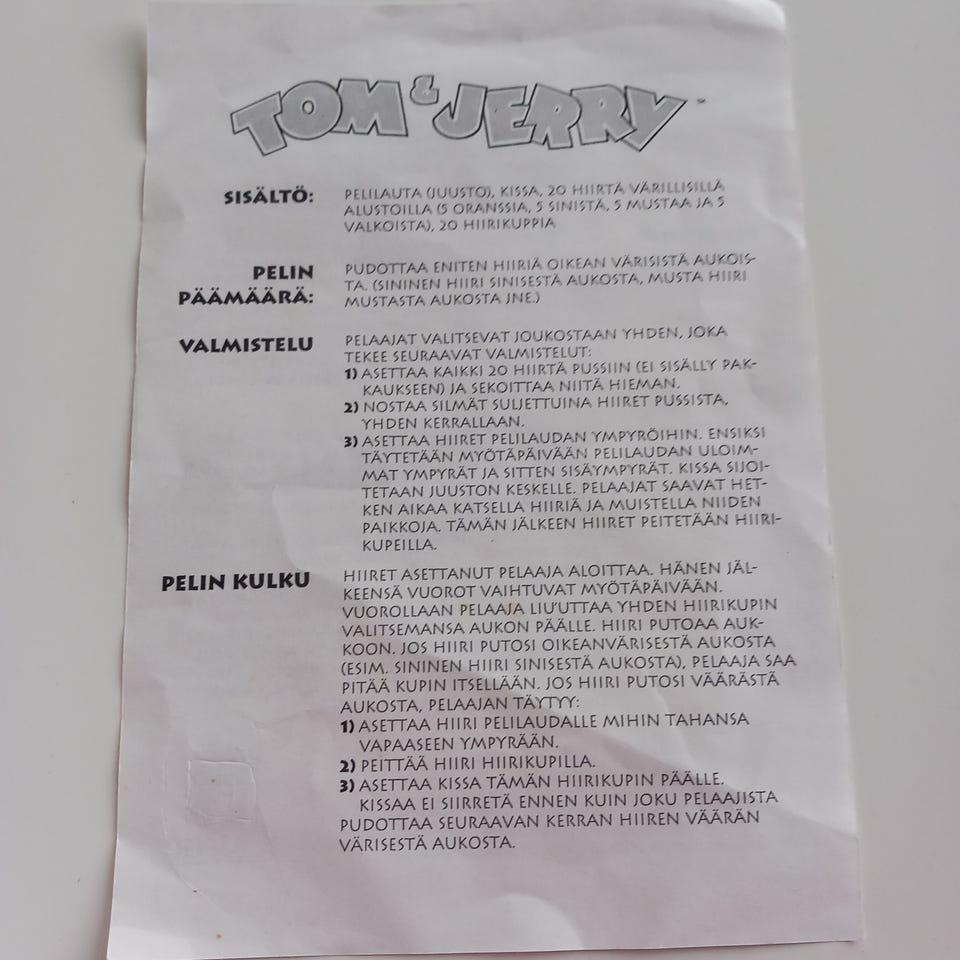 TOM & JERRY™
SISÄLTÖ:
PELILAUTA (JUUSTO), KISSA, 20 HIIRTÄ VÄRILLISILLÄ
ALUSTOILLA (5 ORANSSIA, 5 SINISTÄ, 5 MUSTAA JA 5
VALKOISTA), 20 HIIRIKUPPIA
PELIN
PÄÄMÄÄRÄ:
PUDOTTAA ENITEN HIIRIÄ OIKEAN VÄRISISTÄ AUKOIS-
TA. (SININEN HIIRI SINISESTÄ AUKOSTA, MUSTA HIIRI
MUSTASTA AUKOSTA JNE.)
VALMISTELU
PELAAJAT VALITSEVAT JOUKOSTAAN YHDEN, JOKA
TEKEE SEURAAVAT VALMISTELUT:
1) ASETTAA KAIKKI 20 HIIRTÄ PUSSIIN (EI SISÄLLY PAK-
KAUKSEEN) JA SEKOITTAA NIITÄ HIEMAN.
2) NOSTAA SILMÄT SULJETTUINA HIIRET PUSSISTA,
YHDEN KERRALLAAN.
3) ASETTAA HIIRET PELILAUDAN YMPYRÖIHIN. ENSIKSI
TÄYTETÄÄN MYÖTÄPÄIVÄÄN PELILAUDAN ULOIM-
MAT YMPYRÄT JA SITTEN SISÄYMPYRÄT. KISSA SIJOI-
TETAAN JUUSTON KESKELLE. PELAAJAT SAAVAT HET-
KEN AIKAA KATSELLA HIIRIÄ JA MUISTELLA NIIDEN
PAIKKOJA. TÄMÄN JÄLKEEN HIIRET PEITETÄÄN HIIRI-
KUPEILLA.
PELIN KULKU
HIIRET ASETTANUT PELAAJA ALOITTAA. HÄNEN JÄL-
KEENSÄ VUOROT VAIHTUVAT MYÖTÄPÄIVÄÄN.
VUOROLLAAN PELAAJA LIU'UTTAA YHDEN HIIRIKUPIN
VALITSEMANSA AUKON PÄÄLLE. HIIRI PUTOAA AUK-
KOON. JOS HIIRI PUTOSI OIKEANVÄRISESTÄ AUKOSTA
(ESIM. SININEN HIIRI SINISESTÄ AUKOSTA), PELAAJA SAA
PITÄÄ KUPIN ITSELLÄÄN. JOS HIIRI PUTOSI VÄÄRÄSTÄ
AUKOSTA, PELAAJAN TÄYTYY:
1) ASETTAA HIIRI PELILAUDALLE MIHIN TAHANSA
VAPAASEEN YMPYRÄÄN.
2) PEITTÄÄ HIIRI HIIRIKUPILLA.
3) ASETTAA KISSA TÄMÄN HIIRIKUPIN PÄÄLLE.
KISSAA EI SIIRRETÄ ENNEN KUIN JOKU PELAAJISTA
PUDOTTAA SEURAAVAN KERRAN HIIREN VÄÄRÄN
VÄRISESTÄ AUKOSTA.